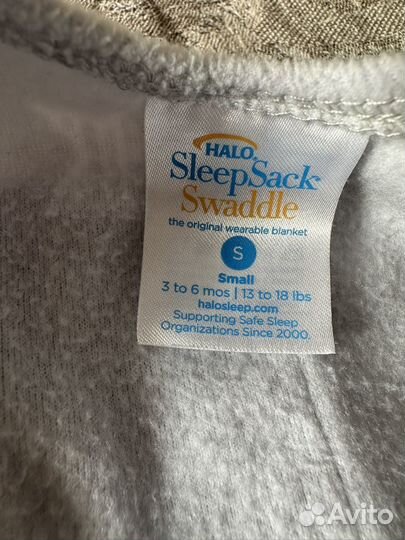 HALO
SleepSack
Swaddle
the original wearable blanket
S
Small
3 to 6 mos | 13 to 18 lbs
halosleep.com
Supporting Safe Sleep
Organizations Since 2000.
Avito